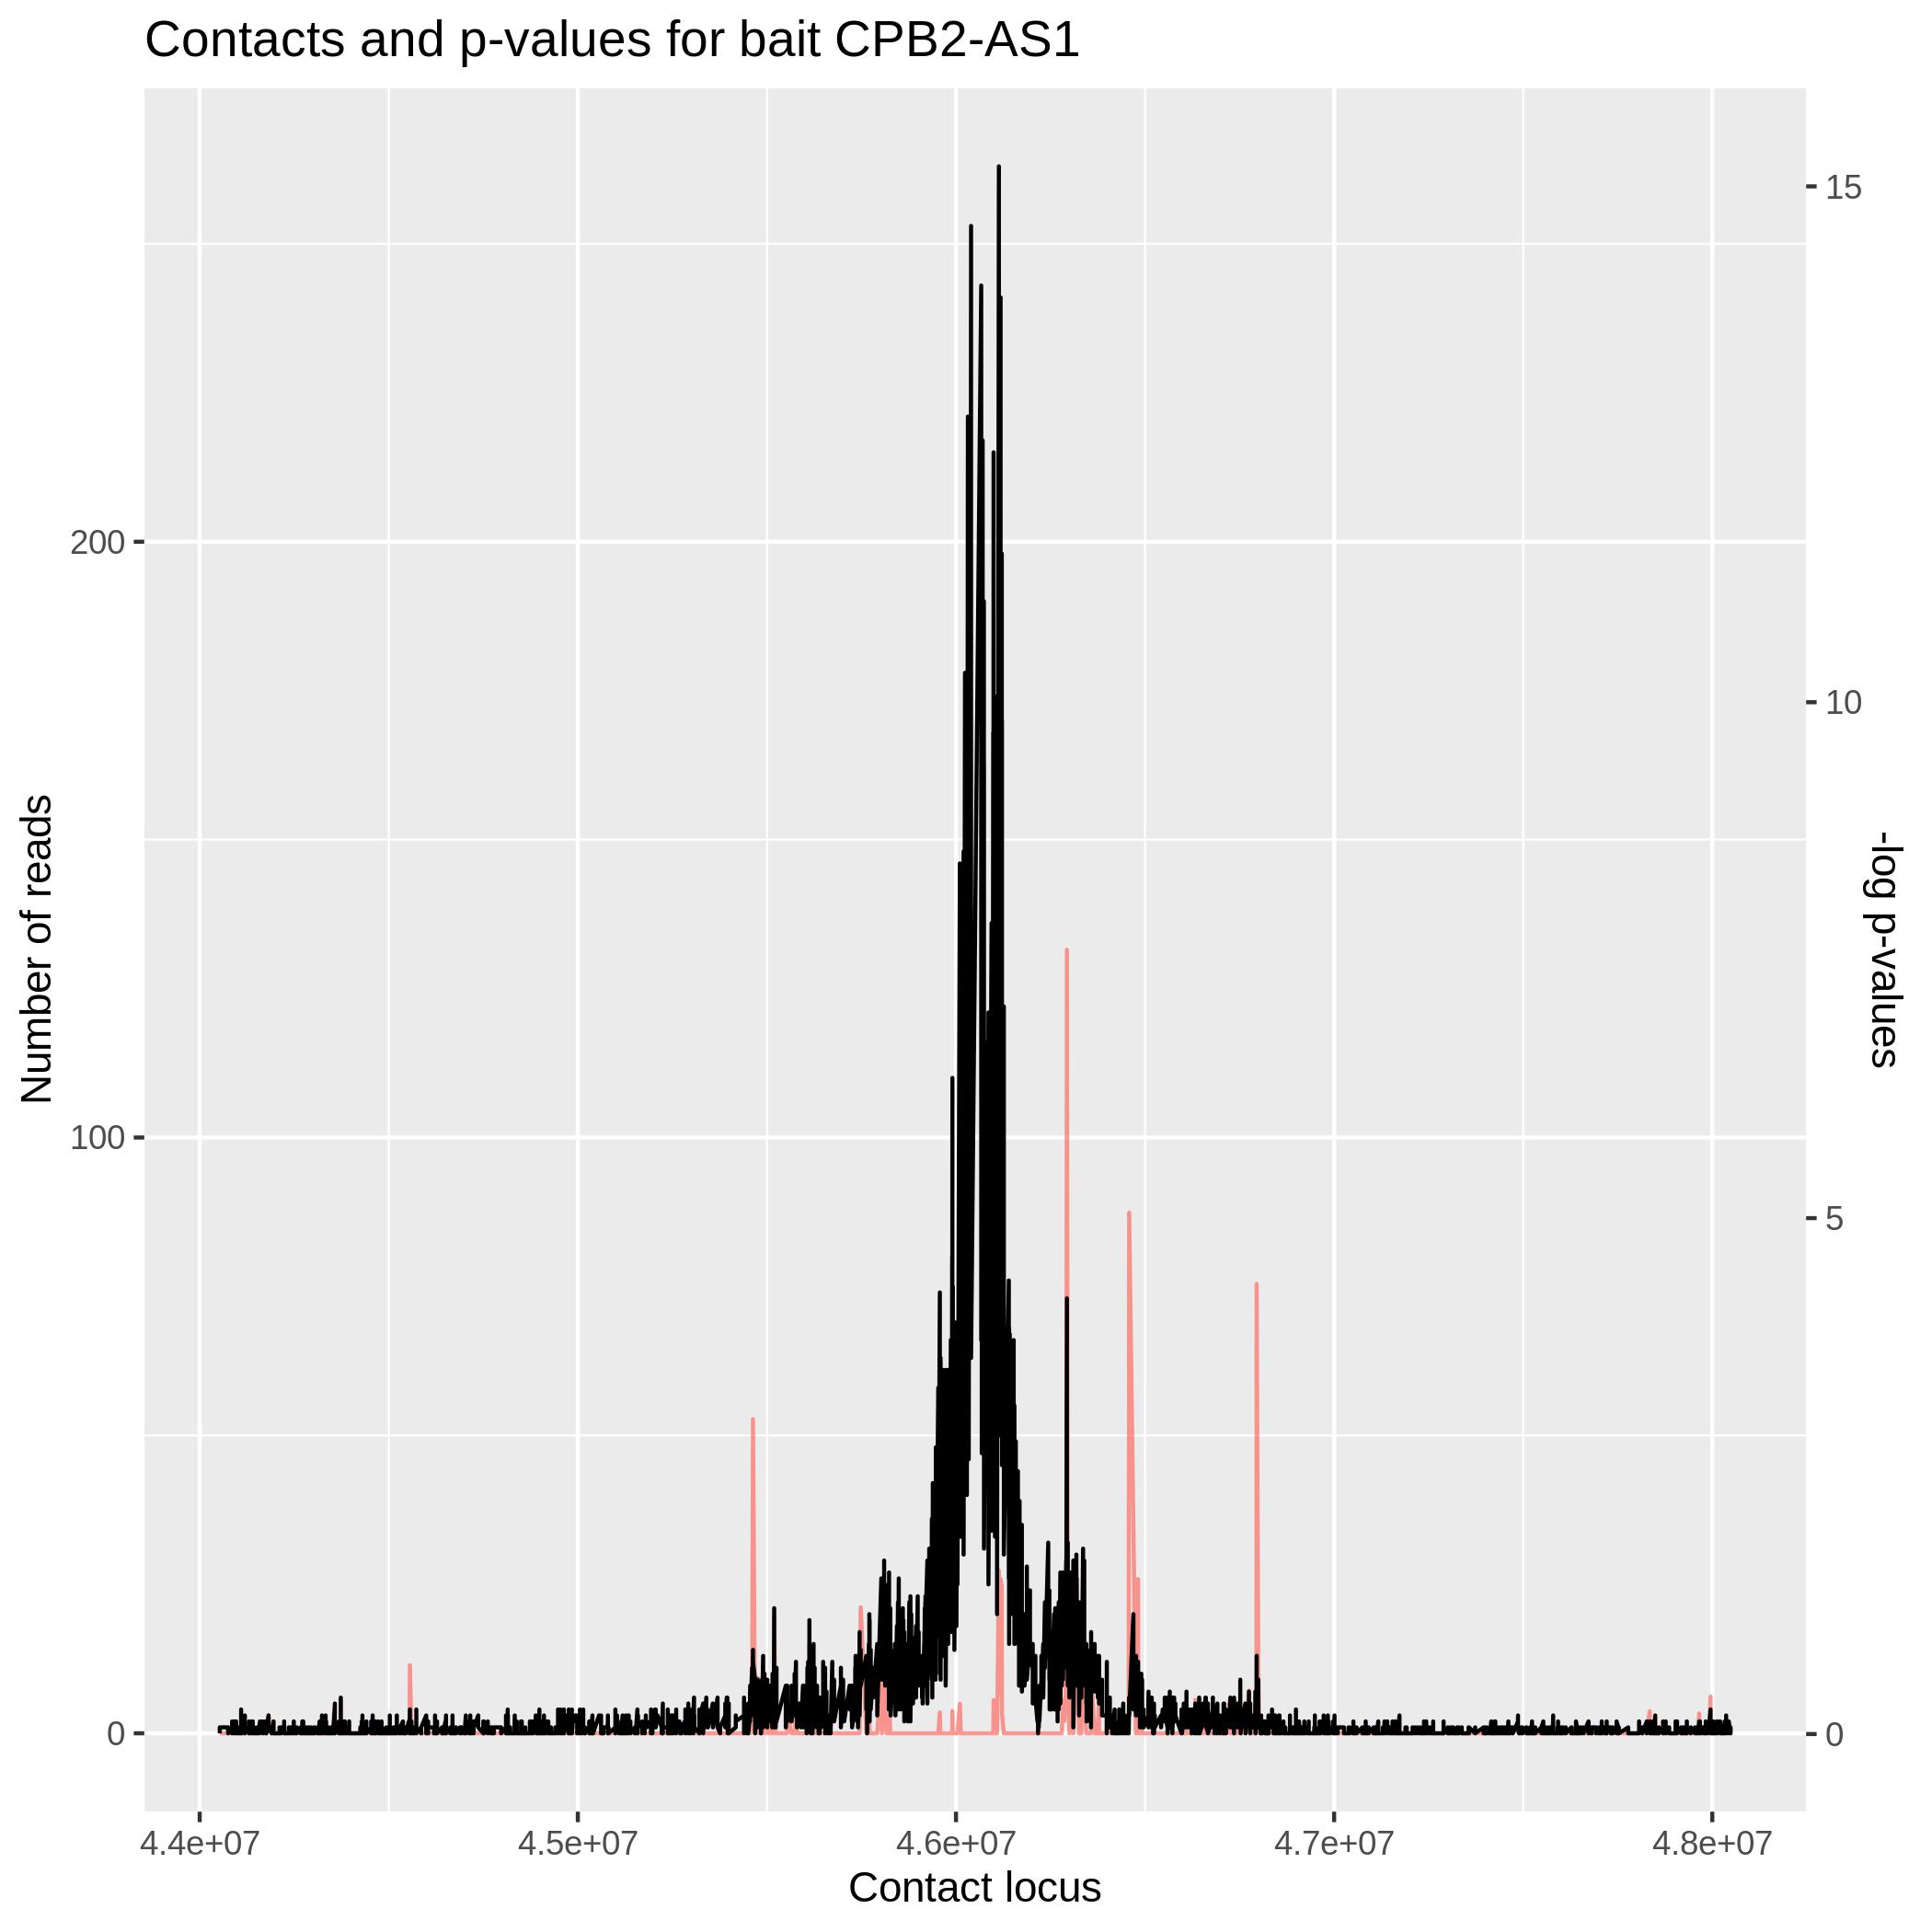 Contacts and p-values for bait CPB2-AS1
Number of reads
200
100
0
15
10
5
0
-log p-values
4.4e+07 4.5e+07 4.6e+07 4.7e+07 4.8e+07
Contact locus